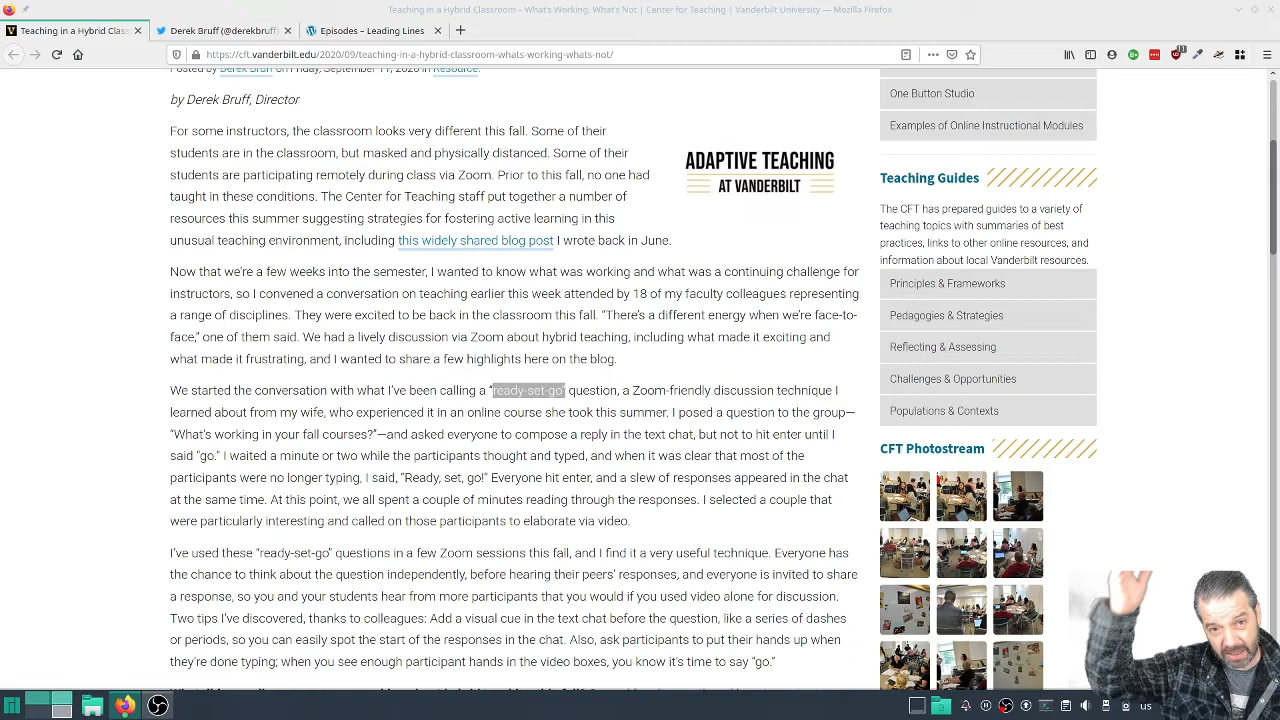 Teaching in a Hybrid Classroom – What's Working, What's Not | Center for Teaching | Vanderbilt University — Mozilla Firefox
Teaching in a Hybrid Class
Derek Bruff (@derekbruff)
Episodes – Leading Lines
https://cft.vanderbilt.edu/2020/09/teaching-in-a-hybrid-classroom-whats-working-whats-not/
Posted by Derek Bruff on Friday, September 11, 2020 in Resource.
by Derek Bruff, Director
For some instructors, the classroom looks very different this fall. Some of their
students are in the classroom, but masked and physically distanced. Some of their
students are participating remotely during class via Zoom. Prior to this fall, no one had
taught in these conditions. The Center for Teaching staff put together a number of
resources this summer suggesting strategies for fostering active learning in this
unusual teaching environment, including this widely shared blog post I wrote back in June.
ADAPTIVE TEACHING
AT VANDERBILT
Now that we're a few weeks into the semester, I wanted to know what was working and what was a continuing challenge for
instructors, so I convened a conversation on teaching earlier this week attended by 18 of my faculty colleagues representing
a range of disciplines. They were excited to be back in the classroom this fall. “There's a different energy when we're face-to-
face,” one of them said. We had a lively discussion via Zoom about hybrid teaching, including what made it exciting and
what made it frustrating, and I wanted to share a few highlights here on the blog.
We started the conversation with what I've been calling a “ready-set-go” question, a Zoom-friendly discussion technique I
learned about from my wife, who experienced it in an online course she took this summer. I posed a question to the group—
“What's working in your fall courses?”—and asked everyone to compose a reply in the text chat, but not to hit enter until I
said “go.” I waited a minute or two while the participants thought and typed, and when it was clear that most of the
participants were no longer typing, I said, “Ready, set, go!” Everyone hit enter, and a slew of responses appeared in the chat
at the same time. At this point, we all spent a couple of minutes reading through the responses. I selected a couple that
were particularly interesting and called on those participants to elaborate via video.
I've used these “ready-set-go” questions in a few Zoom sessions this fall, and I find it a very useful technique. Everyone has
the chance to think about the question independently, before hearing their peers' responses, and everyone is invited to share
a response, so you and your students hear from more participants that you would if you used video alone for discussion.
Two tips I've discovered, thanks to colleagues: Add a visual cue in the text chat before the question, like a series of dashes
or periods, so you can easily spot the start of the responses in the chat. Also, ask participants to put their hands up when
they're done typing; when you see enough participant hands in the video boxes, you know it's time to say “go.”
One Button Studio
Examples of Online Instructional Modules
Teaching Guides
The CFT has prepared guides to a variety of
teaching topics with summaries of best
practices, links to other online resources, and
information about local Vanderbilt resources.
Principles & Frameworks
Pedagogies & Strategies
Reflecting & Assessing
Challenges & Opportunities
Populations & Contexts
CFT Photostream
us